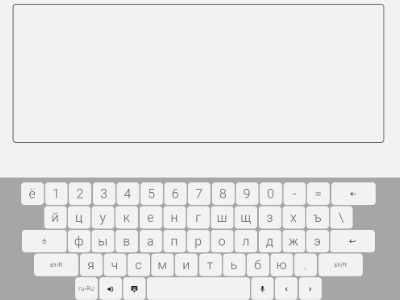 ё 1 2 3 4 5 6 7 8 9 0 - =
й ц у к е н г ш щ з х ъ \
ф ы в а п р о л д ж э
shift я ч с м и т ь б ю . shift
ru-RU